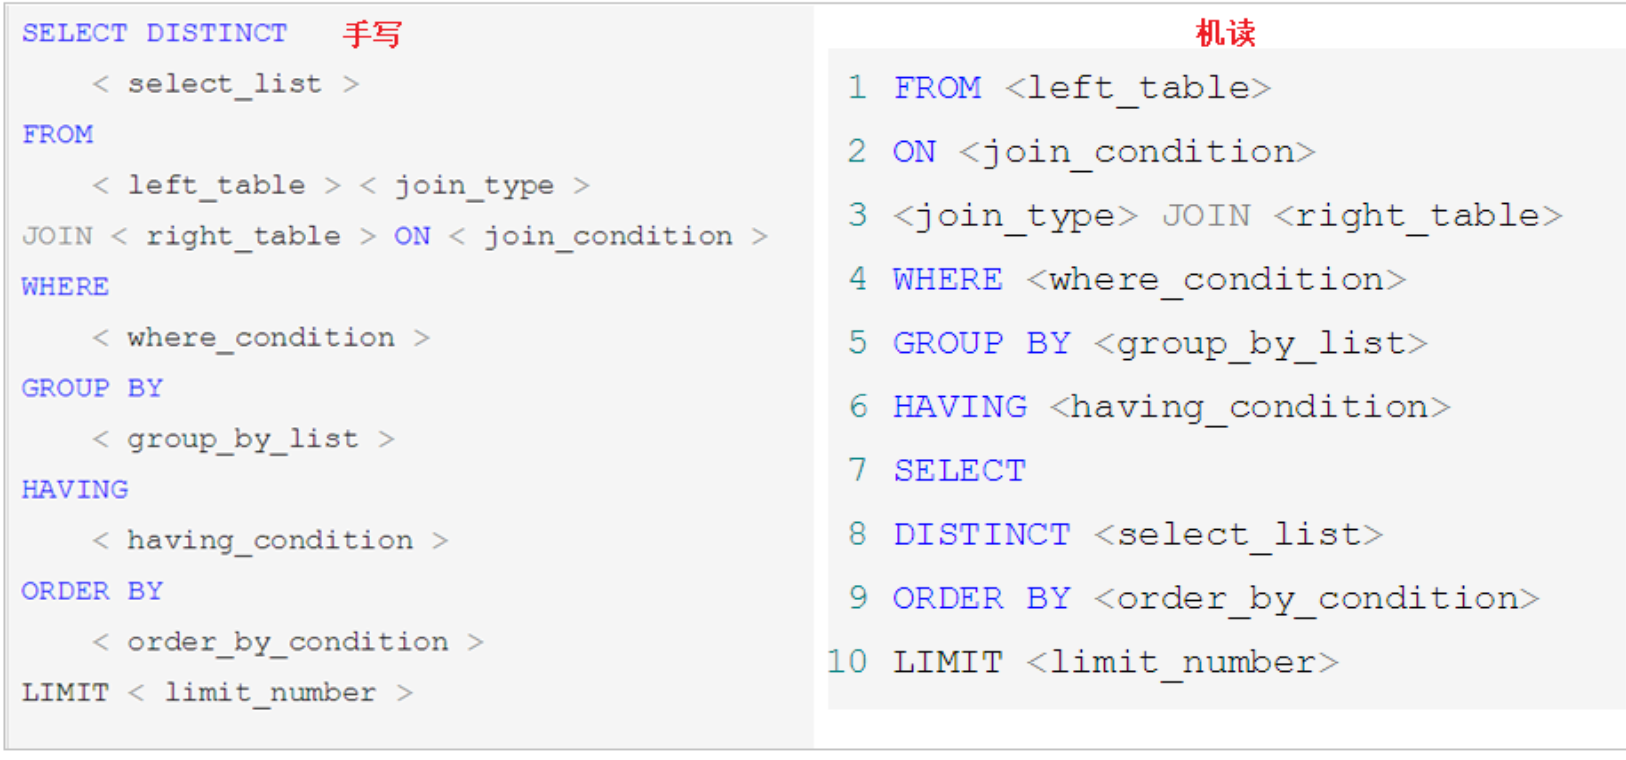 SELECT DISTINCT 手写
< select_list >
FROM
< left_table > < join_type >
JOIN < right_table > ON < join_condition >
WHERE
< where_condition >
GROUP BY
< group_by_list >
HAVING
< having_condition >
ORDER BY
< order_by_condition >
LIMIT < limit_number >
机读
1 FROM <left_table>
2 ON <join_condition>
3 <join_type> JOIN <right_table>
4 WHERE <where_condition>
5 GROUP BY <group_by_list>
6 HAVING <having_condition>
7 SELECT
8 DISTINCT <select_list>
9 ORDER BY <order_by_condition>
10 LIMIT <limit_number>